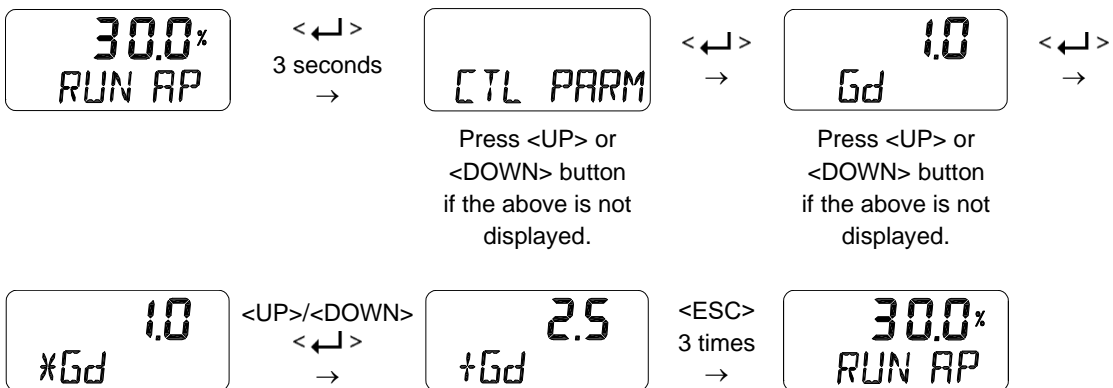 30.0%
RUN AP
<↵>
3 seconds
→
CTL PARM
Press <UP> or
<DOWN> button
if the above is not
displayed.
<↵>
→
1.0
Gd
Press <UP> or
<DOWN> button
if the above is not
displayed.
<↵>
→
1.0
*Gd
<UP>/<DOWN>
<↵>
→
2.5
+Gd
<ESC>
3 times
→
30.0%
RUN AP